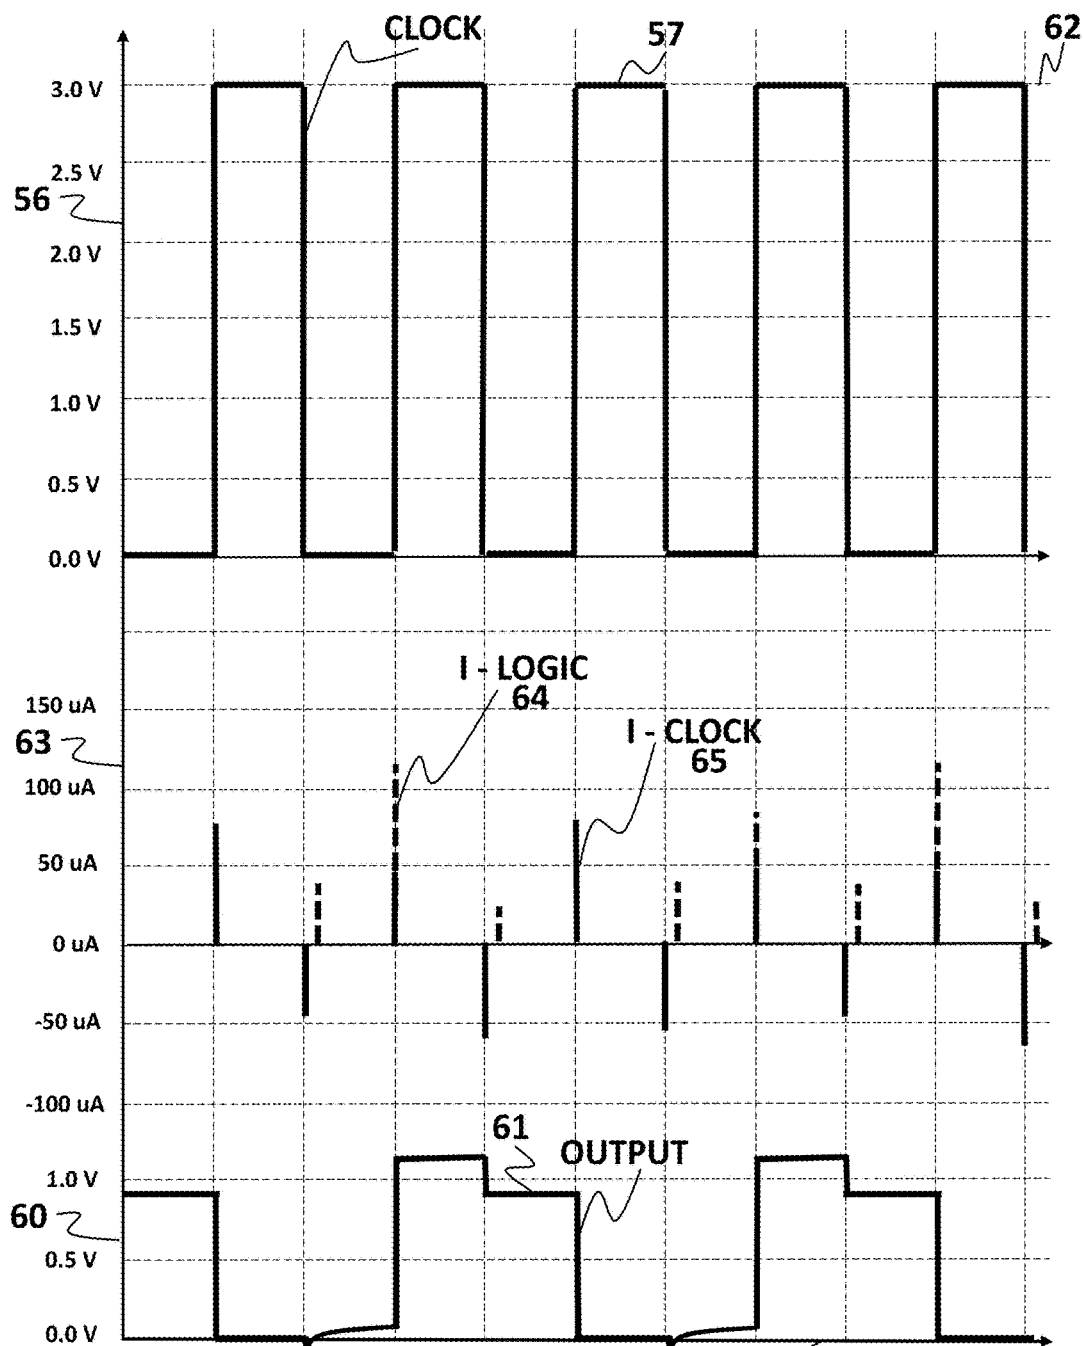 CLOCK
57
62
3.0 V
2.5 V
56
2.0 V
1.5 V
1.0 V
0.5 V
0.0 V
I - LOGIC
64
150 uA
I - CLOCK
65
63
100 uA
50 uA
0 uA
-50 uA
-100 uA
61
OUTPUT
1.0 V
60
0.5 V
0.0 V